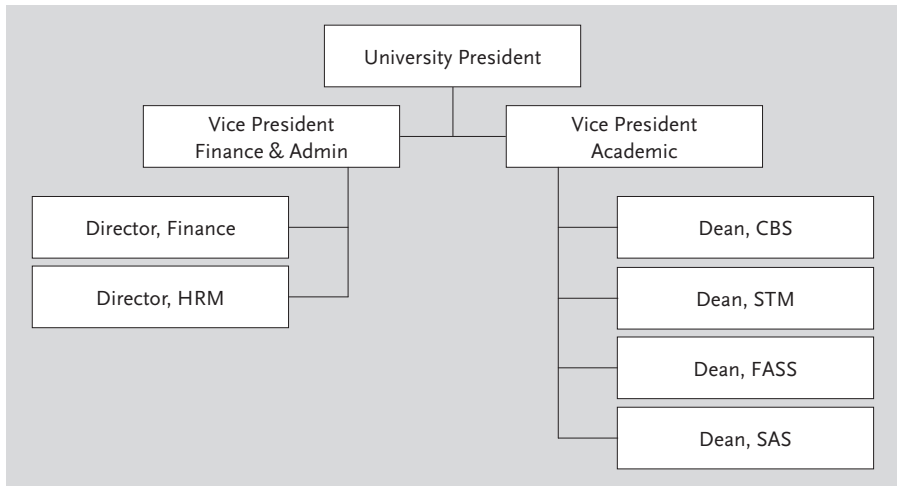 University President
Vice President
Finance & Admin
Vice President
Academic
Director, Finance
Director, HRM
Dean, CBS
Dean, STM
Dean, FASS
Dean, SAS